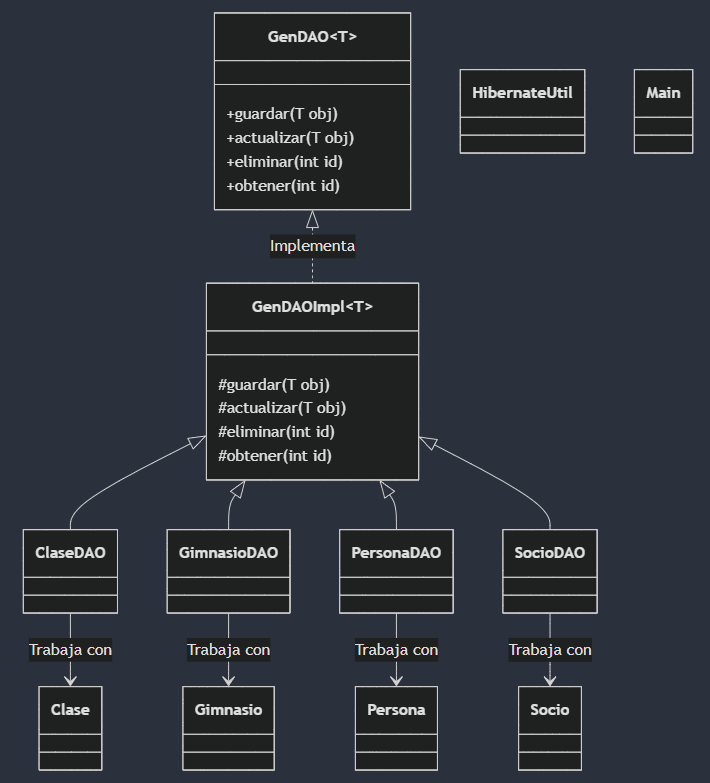 GenDAO<T>
+guardar(T obj)
+actualizar(T obj)
+eliminar(int id)
+obtener(int id)
HibernateUtil
Main
Implementa
GenDAOImpl<T>
#guardar(T obj)
#actualizar(T obj)
#eliminar(int id)
#obtener(int id)
ClaseDAO
GimnasioDAO
PersonaDAO
SocioDAO
Trabaja con
Trabaja con
Trabaja con
Trabaja con
Clase
Gimnasio
Persona
Socio